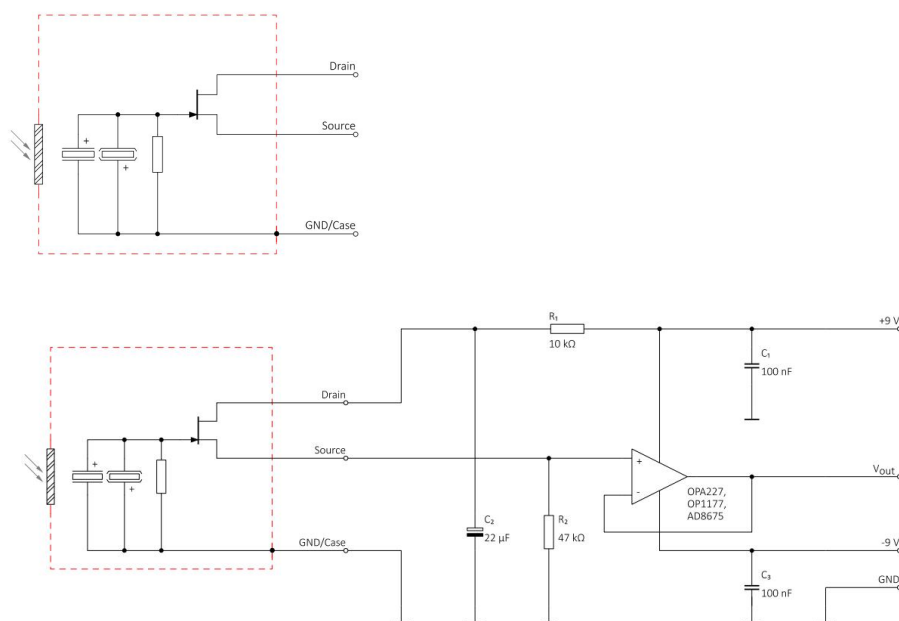 Drain
+
Source
+
GND/Case
R₁
+9 V
10 kΩ
C₁
100 nF
Drain
Source
+
+
Vout
-
OPA227,
OP1177,
AD8675
+
C₂
22 µF
R₂
47 kΩ
GND/Case
-9 V
C₃
100 nF
GND